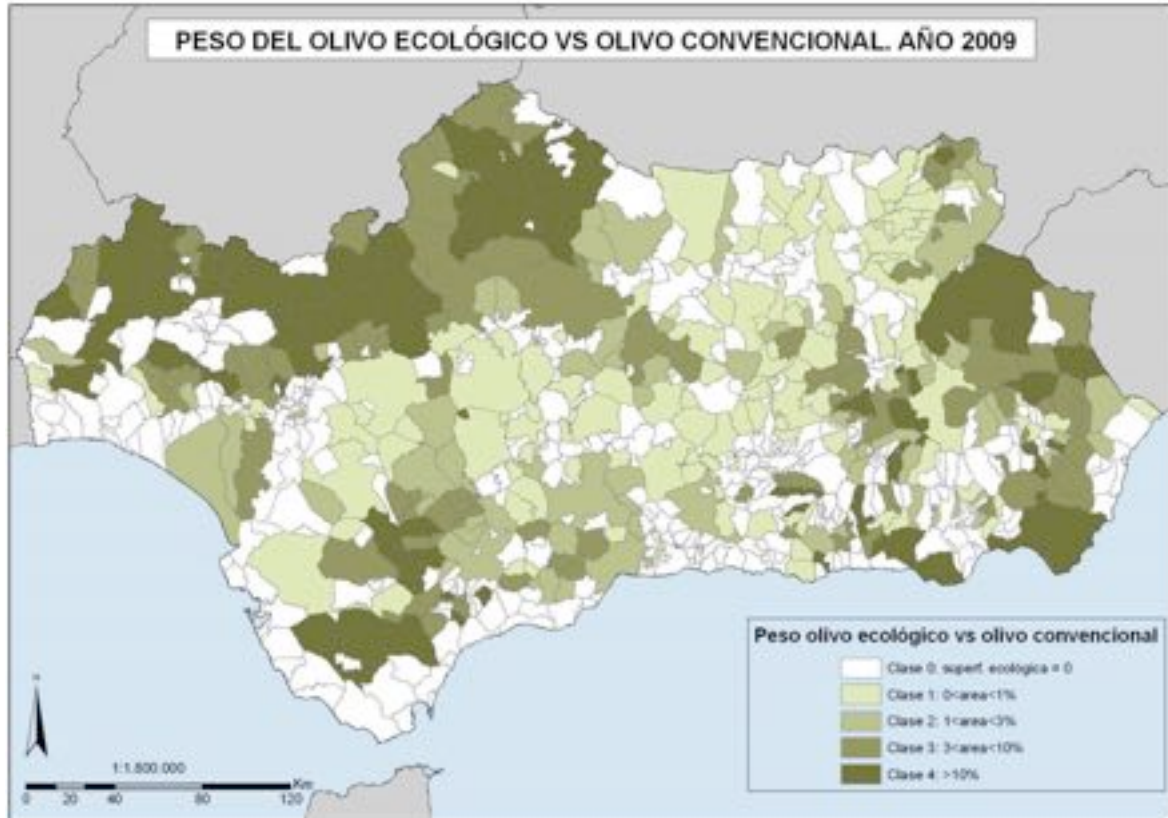 PESO DEL OLIVO ECOLÓGICO VS OLIVO CONVENCIONAL. AÑO 2009
Peso olivo ecológico vs olivo convencional
Clase 0: superf. ecológica = 0
Clase 1: 0<area<1%
Clase 2: 1<area<3%
Clase 3: 3<area<10%
Clase 4: >10%
1:1.800.000
Km
0 20 40 80 120